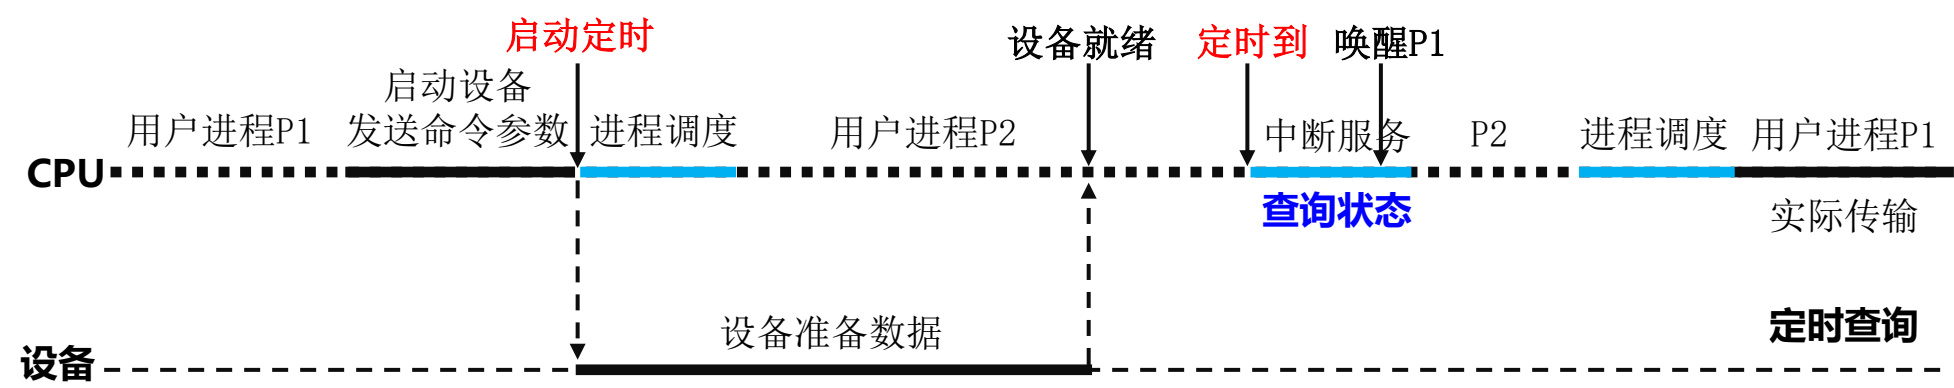 启动定时
设备就绪
定时到
唤醒P1
启动设备
用户进程P1
发送命令参数
进程调度
用户进程P2
中断服务
P2
进程调度
用户进程P1
CPU
查询状态
实际传输
设备准备数据
定时查询
设备